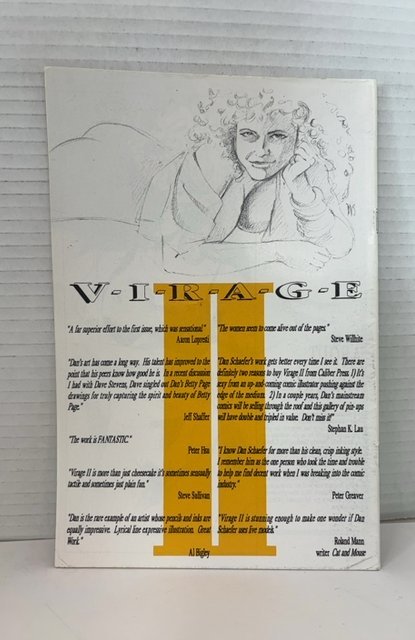 V-I-R-A-G-E
II
"A far superior effort to the first issue, which was sensational."
Aaron Lopresti
"Dan's art has come a long way. His talent has improved to the
point that his peers know how good he is. In a recent discussion
I had with Dave Stevens, Dave singled out Dan's Betty Page
drawings for truly capturing the spirit and beauty of Betty
Page."
Jeff Shaffer
"The work is FANTASTIC."
Peter Hsu
"Virage II is more than just cheesecake it's sometimes sensually
tactile and sometimes just plain fun."
Steve Sullivan
"Dan is the rare example of an artist whose pencils and inks are
equally impressive. Lyrical line expressive illustration. Great
Work."
Al Bigley
"The women seem to come alive out of the pages."
Steve Willhite
"Dan Schaefer's work gets better every time I see it. There are
definitely two reasons to buy Virage II from Caliber Press. 1) It's
sexy from an up-and-coming comic illustrator pushing against the
edge of the medium. 2) In a couple years, Dan's mainstream
comics will be selling through the roof and this gallery of pin-ups
will have double and tripled in value. Don't miss it!"
Stephan K. Lau
"I know Dan Schaefer for more than his clean, crisp inking style.
I remember him as the one person who took the time and trouble
to help me find decent work when I was breaking into the comic
industry."
Peter Greaver
"Virage II is stunning enough to make one wonder if Dan
Schaefer uses live models."
Roland Mann
writer Cat and Mouse